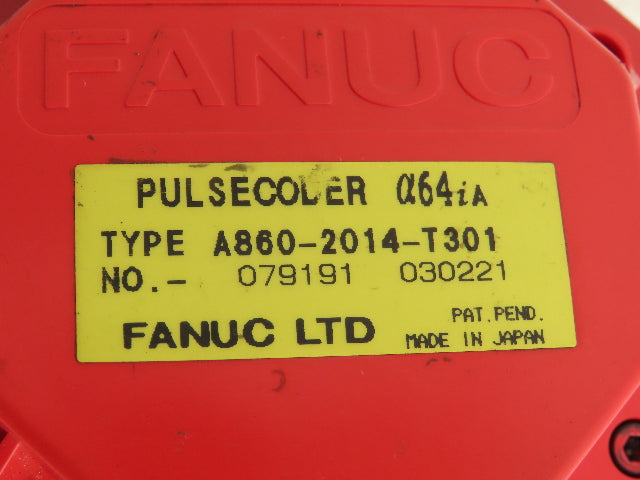 FANUC
PULSECODER α64iA
TYPE A860-2014-T301
NO.- 079191 030221
FANUC LTD
PAT.PEND.
MADE IN JAPAN